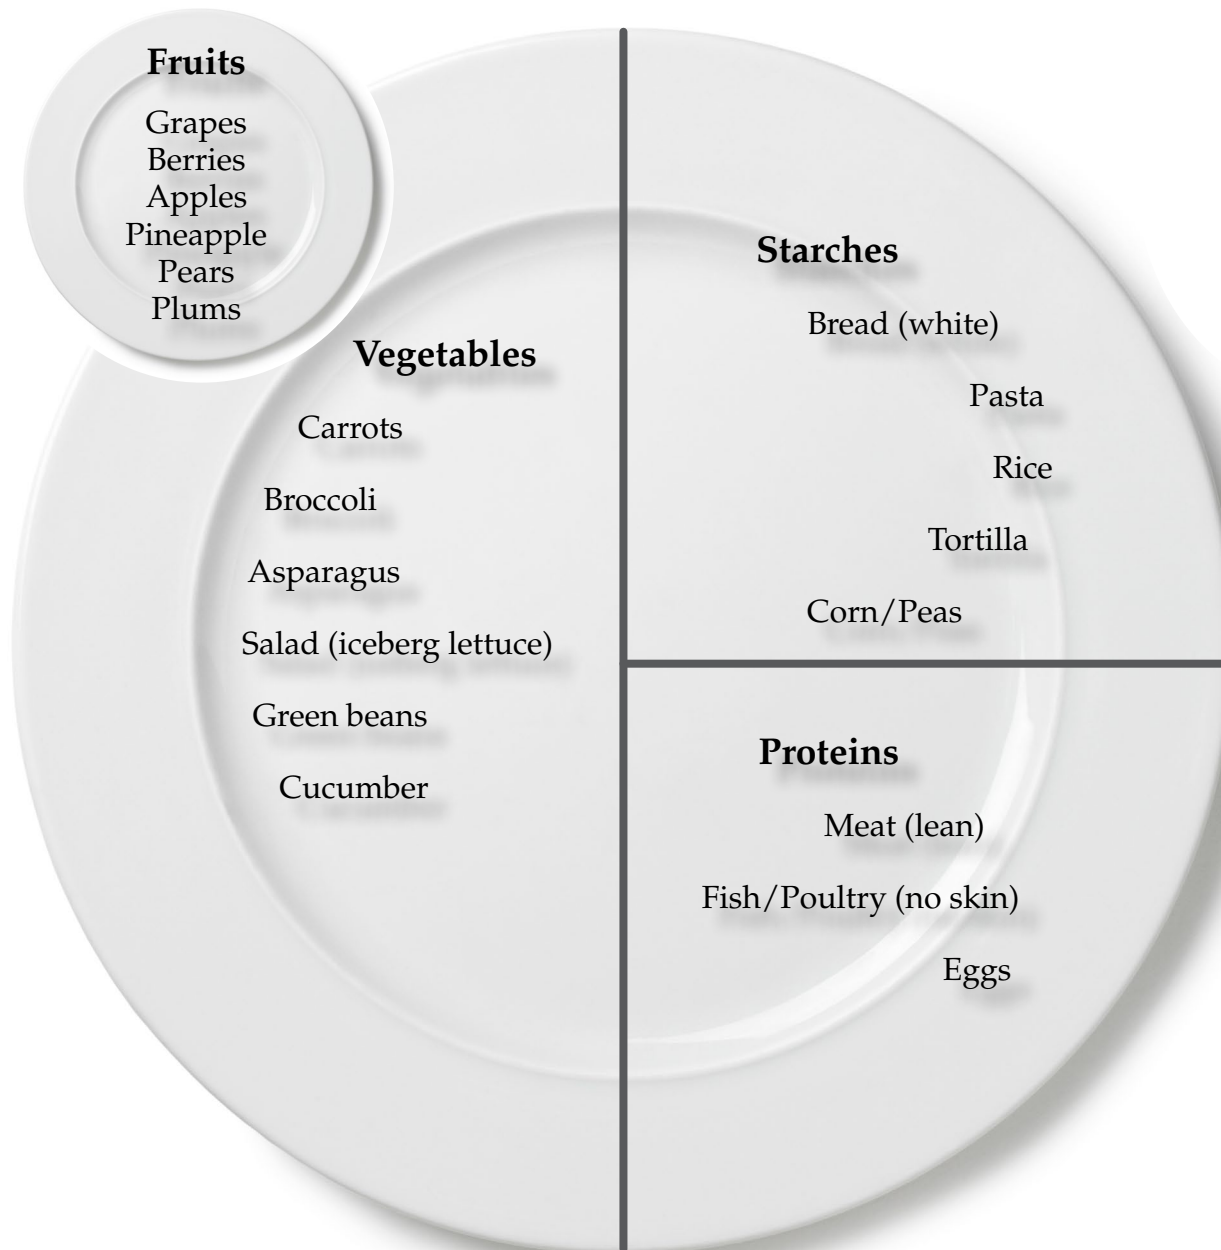 Fruits
Grapes
Berries
Apples
Pineapple
Pears
Plums
Vegetables
Carrots
Broccoli
Asparagus
Salad (iceberg lettuce)
Green beans
Cucumber
Starches
Bread (white)
Pasta
Rice
Tortilla
Corn/Peas
Proteins
Meat (lean)
Fish/Poultry (no skin)
Eggs